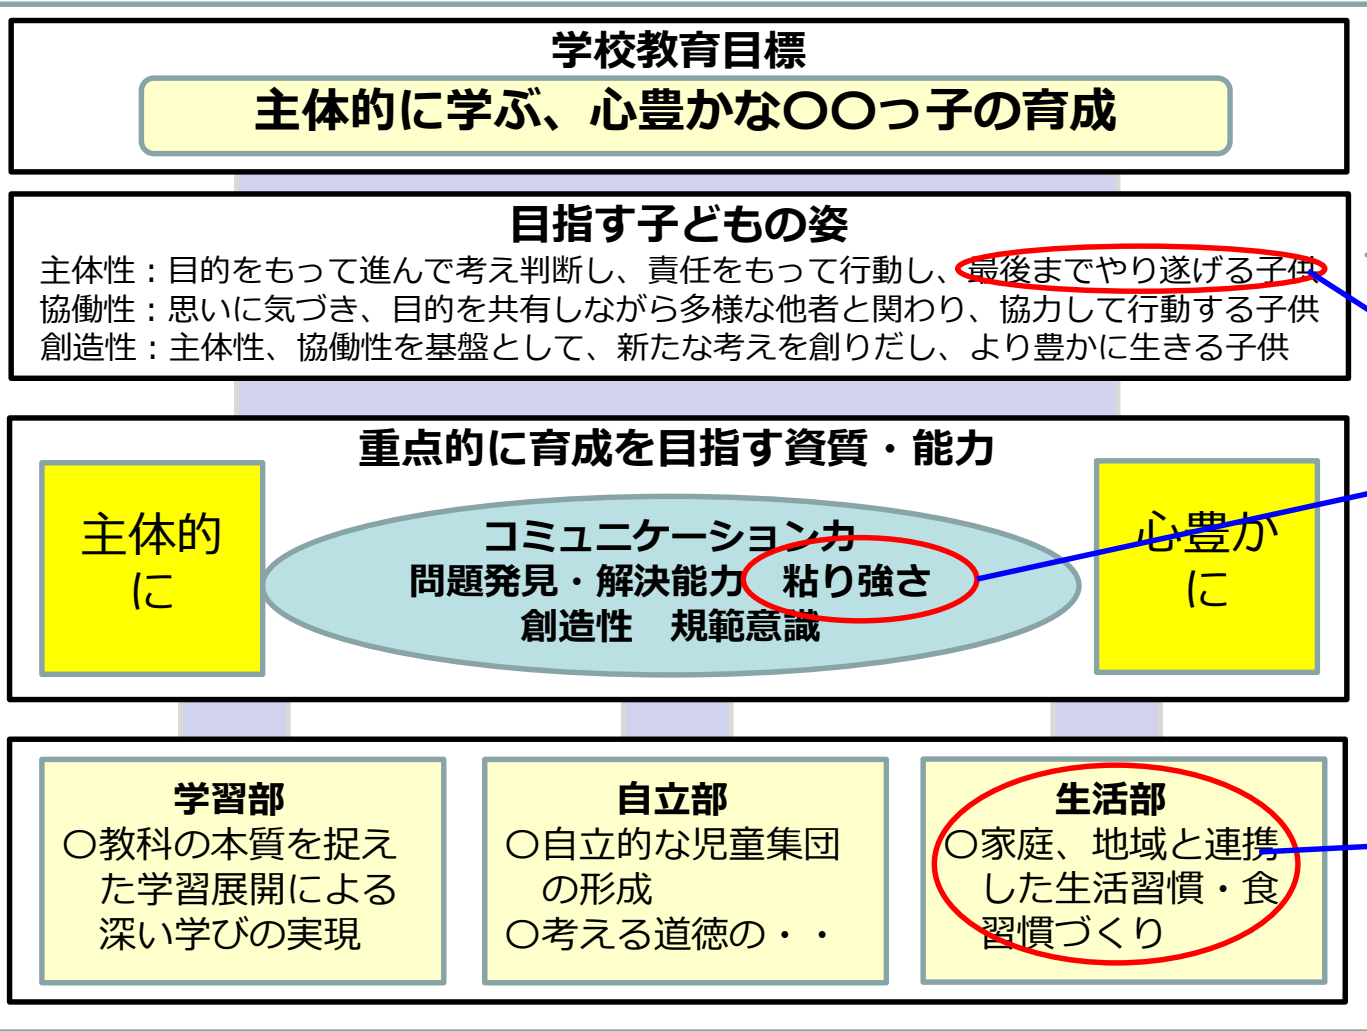 学校教育目標
主体的に学ぶ、心豊かな〇〇っ子の育成
目指す子どもの姿
主体性：目的をもって進んで考え判断し、責任をもって行動し、最後までやり遂げる子供
協働性：思いに気づき、目的を共有しながら多様な他者と関わり、協力して行動する子供
創造性：主体性、協働性を基盤として、新たな考えを創りだし、より豊かに生きる子供
重点的に育成を目指す資質・能力
主体的
に
コミュニケーション力
問題発見・解決能力　粘り強さ
創造性　規範意識
心豊か
に
学習部
〇教科の本質を捉え
た学習展開による
深い学びの実現
自立部
〇自立的な児童集団
の形成
〇考える道徳の・・
生活部
〇家庭、地域と連携
した生活習慣・食
習慣づくり